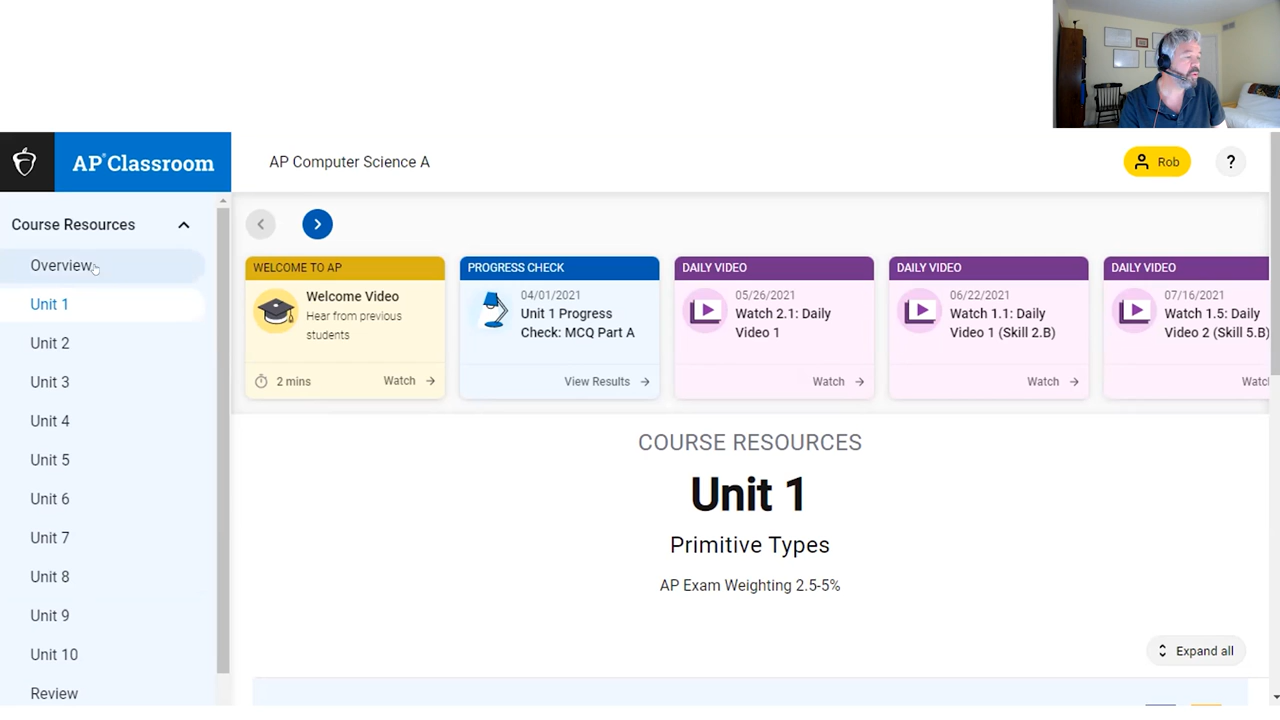 AP® Classroom
AP Computer Science A
Rob
?
Course Resources
Overview
Unit 1
Unit 2
Unit 3
Unit 4
Unit 5
Unit 6
Unit 7
Unit 8
Unit 9
Unit 10
Review
WELCOME TO AP
Welcome Video
Hear from previous
students
2 mins
Watch
PROGRESS CHECK
04/01/2021
Unit 1 Progress
Check: MCQ Part A
View Results
DAILY VIDEO
05/26/2021
Watch 2.1: Daily
Video 1
Watch
DAILY VIDEO
06/22/2021
Watch 1.1: Daily
Video 1 (Skill 2.B)
Watch
DAILY VIDEO
07/16/2021
Watch 1.5: Daily
Video 2 (Skill 5.B)
Watc
COURSE RESOURCES
Unit 1
Primitive Types
AP Exam Weighting 2.5-5%
Expand all